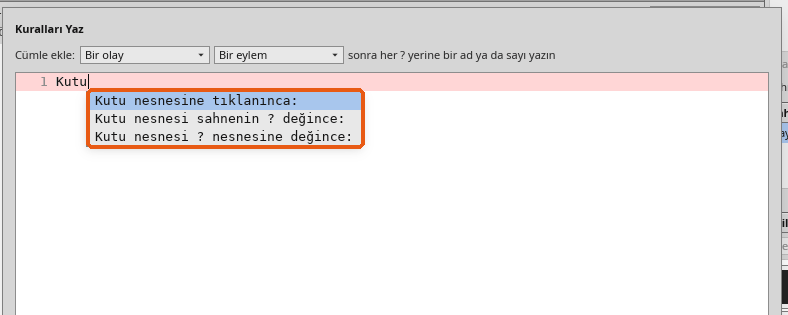 Kuralları Yaz
Cümle ekle: Bir olay Bir eylem sonra her ? yerine bir ad ya da sayı yazın
1 Kutu
Kutu nesnesine tıklanınca:
Kutu nesnesi sahnenin ? değince:
Kutu nesnesi ? nesnesine değince: